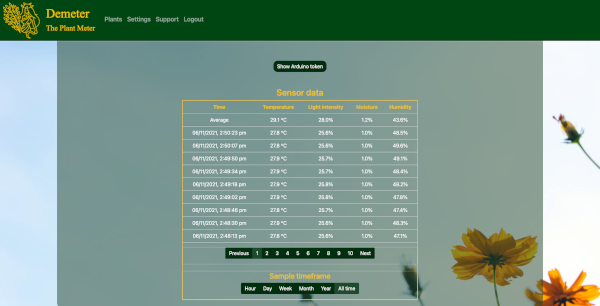 Demeter
The Plant Meter
Plants Settings Support Logout
Show Arduino token
Sensor data
Time Temperature Light intensity Moisture Humidity
Average 29.1 °C 28.0% 1.2% 43.8%
06/11/2021, 2:50:23 pm 27.8 °C 25.6% 1.0% 48.5%
06/11/2021, 2:50:07 pm 27.8 °C 25.6% 1.0% 49.6%
06/11/2021, 2:49:50 pm 27.9 °C 25.7% 1.0% 49.1%
06/11/2021, 2:49:34 pm 27.9 °C 25.6% 1.0% 48.4%
06/11/2021, 2:49:18 pm 27.9 °C 25.8% 1.0% 48.2%
06/11/2021, 2:49:02 pm 27.9 °C 25.8% 1.0% 47.8%
06/11/2021, 2:48:46 pm 27.8 °C 25.7% 1.0% 47.4%
06/11/2021, 2:48:30 pm 27.9 °C 25.6% 1.0% 48.3%
06/11/2021, 2:48:13 pm 27.8 °C 25.6% 1.0% 47.1%
Previous 1 2 3 4 5 6 7 8 9 10 Next
Sample timeframe
Hour Day Week Month Year All time